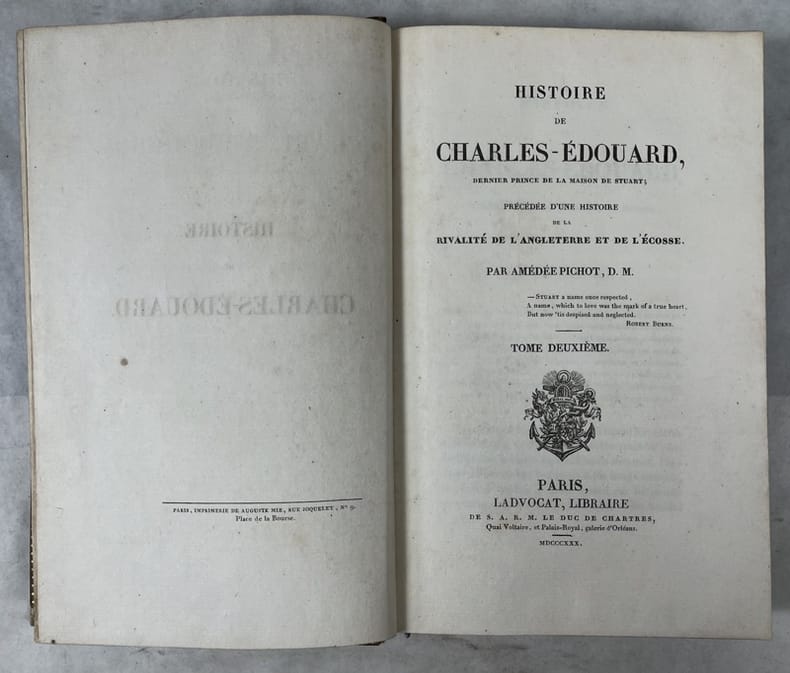 HISTOIRE
CHARLES-ÉDOUARD
PARIS, IMPRIMERIE DE AUGUSTE MIE, RUE JOQUELET, Nº 9.
Place de la Bourse.
HISTOIRE
DE
CHARLES-ÉDOUARD,
DERNIER PRINCE DE LA MAISON DE STUART;
PRÉCÉDÉE D'UNE HISTOIRE
DE LA
RIVALITÉ DE L'ANGLETERRE ET DE L'ÉCOSSE.
PAR AMÉDÉE PICHOT, D. M.
— STUART a name once respected,
A name, which to love was the mark of a true heart,
But now 'tis despised and neglected.
ROBERT BURNS.
TOME DEUXIÈME.
PARIS,
LADVOCAT, LIBRAIRE
DE S. A. R. M. LE DUC DE CHARTRES,
Quai Voltaire, et Palais-Royal, galerie d'Orléans.
MDCCCXXX.